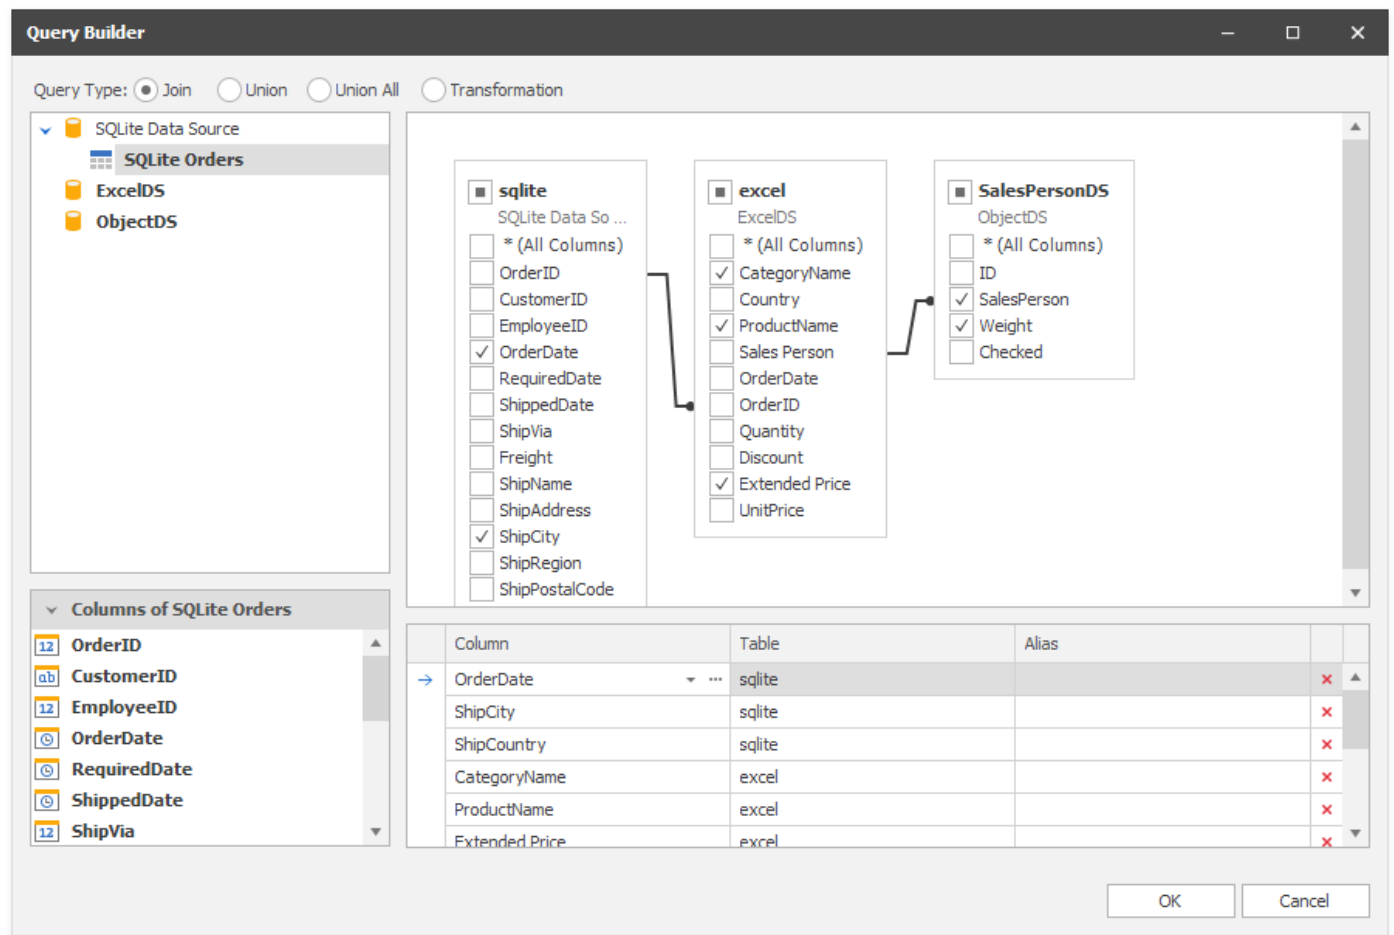 Query Builder
Query Type: Join Union Union All Transformation
SQLite Data Source
SQLite Orders
ExcelDS
ObjectDS
sqlite
SQLite Data So ...
* (All Columns)
OrderID
CustomerID
EmployeeID
OrderDate
RequiredDate
ShippedDate
ShipVia
Freight
ShipName
ShipAddress
ShipCity
ShipRegion
ShipPostalCode
excel
ExcelDS
* (All Columns)
CategoryName
Country
ProductName
Sales Person
OrderDate
OrderID
Quantity
Discount
Extended Price
UnitPrice
SalesPersonDS
ObjectDS
* (All Columns)
ID
SalesPerson
Weight
Checked
Columns of SQLite Orders
12 OrderID
ab CustomerID
12 EmployeeID
OrderDate
RequiredDate
ShippedDate
12 ShipVia
Column Table Alias
OrderDate sqlite
ShipCity sqlite
ShipCountry sqlite
CategoryName excel
ProductName excel
Extended Price excel
OK Cancel